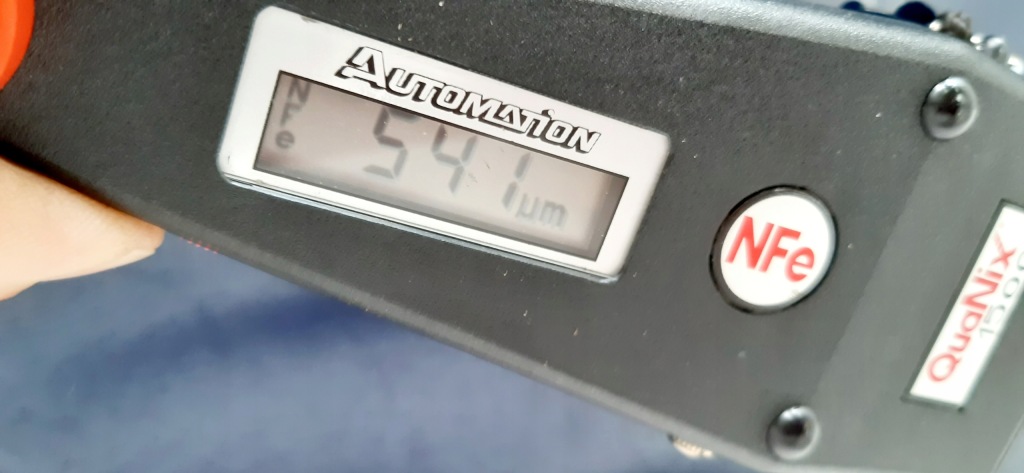 AUTOMATION
NFe
541 µm
NFe
QuaNix
1500